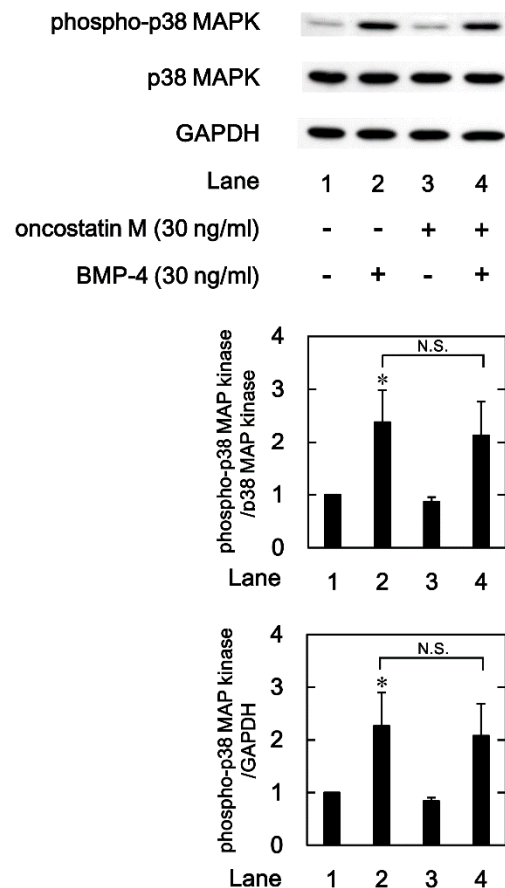 phospho-p38 MAPK
p38 MAPK
GAPDH
Lane 1 2 3 4
oncostatin M (30 ng/ml) - - + +
BMP-4 (30 ng/ml) - + - +
phospho-p38 MAP kinase
/p38 MAP kinase
4
3
2
1
0
N.S.
*
Lane 1 2 3 4
phospho-p38 MAP kinase
/GAPDH
4
3
2
1
0
N.S.
*
Lane 1 2 3 4